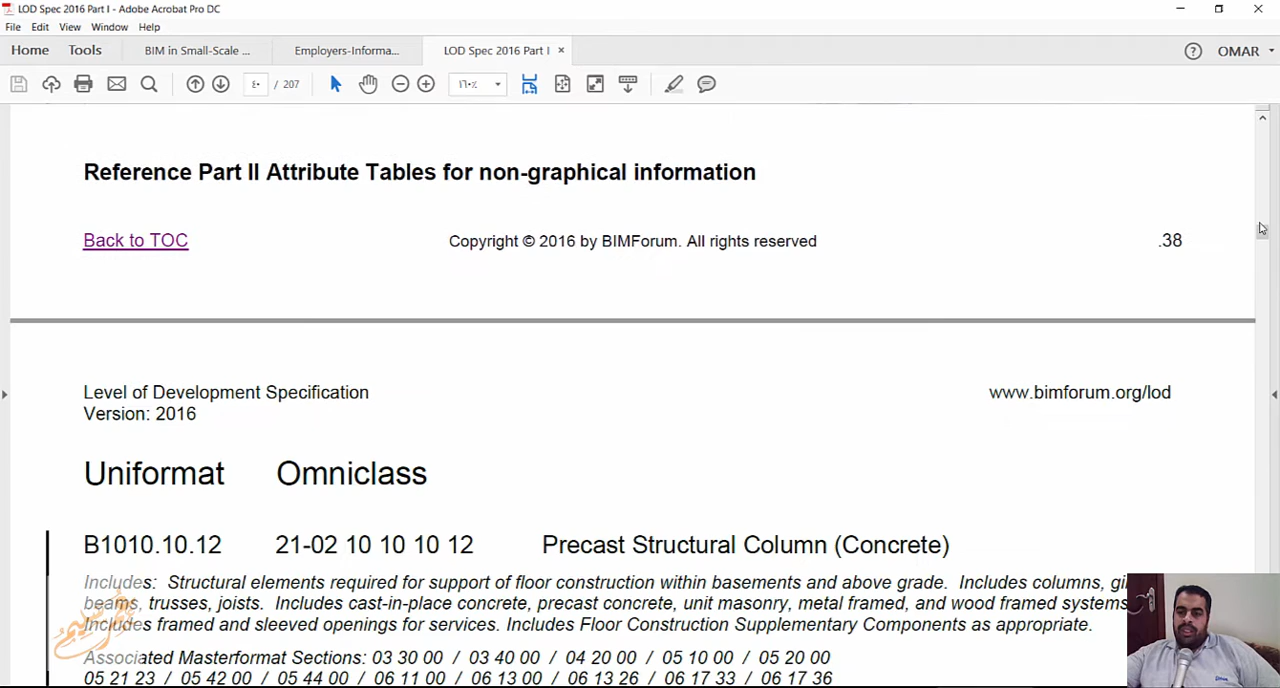 LOD Spec 2016 Part I - Adobe Acrobat Pro DC
File Edit View Window Help
Home Tools BIM in Small-Scale ... Employers-Informa... LOD Spec 2016 Part I × OMAR
٤٠ / 207 ١٦٠٪
Reference Part II Attribute Tables for non-graphical information
Back to TOC Copyright © 2016 by BIMForum. All rights reserved .38
Level of Development Specification www.bimforum.org/lod
Version: 2016
Uniformat Omniclass
B1010.10.12 21-02 10 10 10 12 Precast Structural Column (Concrete)
Includes: Structural elements required for support of floor construction within basements and above grade. Includes columns,
beams, trusses, joists. Includes cast-in-place concrete, precast concrete, unit masonry, metal framed, and wood framed systems
Includes framed and sleeved openings for services. Includes Floor Construction Supplementary Components as appropriate.
Associated Masterformat Sections: 03 30 00 / 03 40 00 / 04 20 00 / 05 10 00 / 05 20 00
05 21 23 / 05 42 00 / 05 44 00 / 06 11 00 / 06 13 00 / 06 13 26 / 06 17 33 / 06 17 36